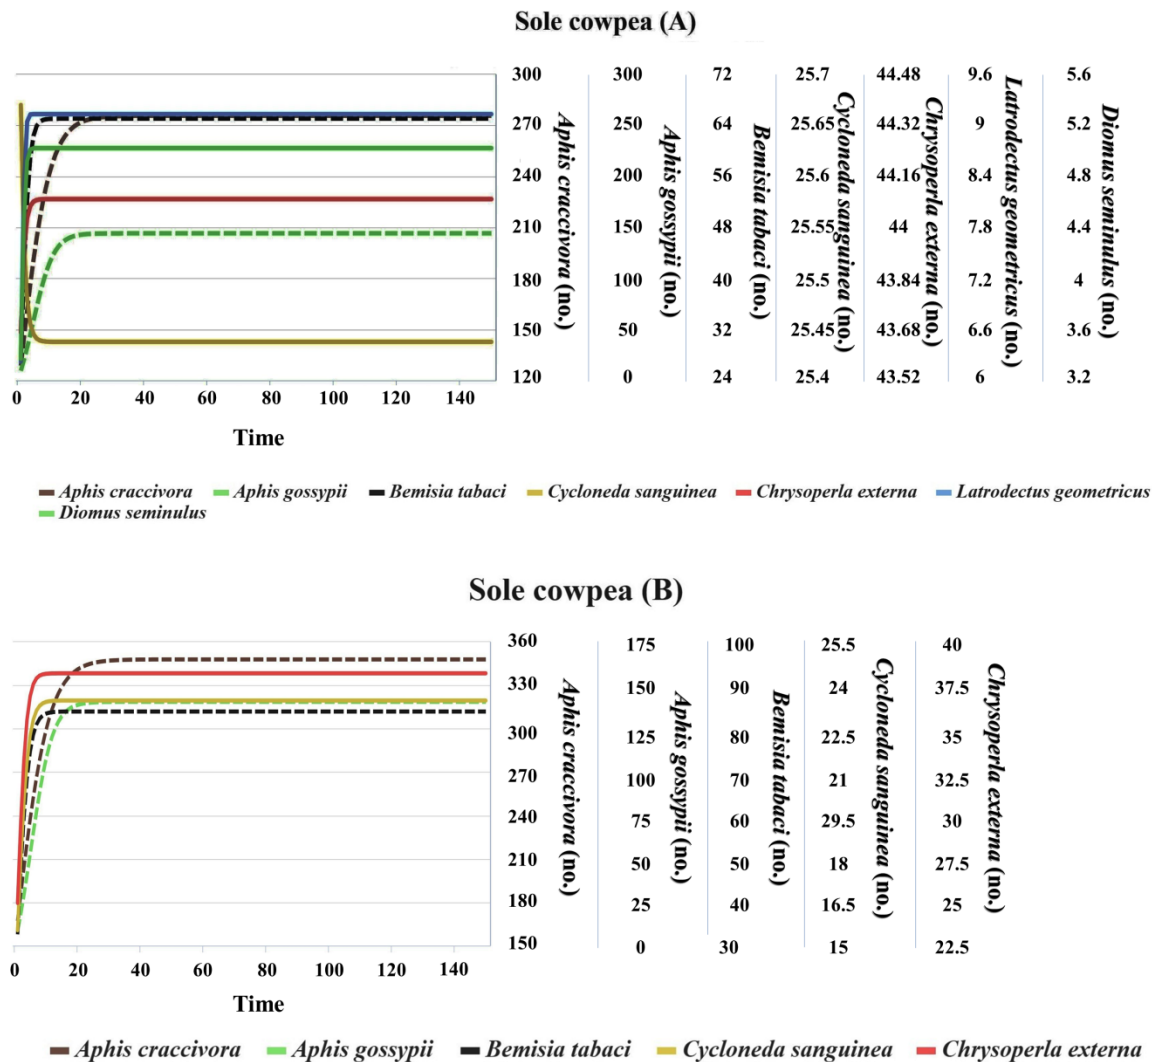 Sole cowpea (A)
300 300 72 25.7 44.48 9.6 5.6
270 250 64 25.65 44.32 9 5.2
240 200 56 25.6 44.16 8.4 4.8
210 150 48 25.55 44 7.8 4.4
180 100 40 25.5 43.84 7.2 4
150 50 32 25.45 43.68 6.6 3.6
120 0 24 25.4 43.52 6 3.2
Aphis craccivora (no.)
Aphis gossypii (no.)
Bemisia tabaci (no.)
Cycloneda sanguinea (no.)
Chrysoperla externa (no.)
Latrodectus geometricus (no.)
Diomus seminulus (no.)
0 20 40 60 80 100 120 140
Time
Aphis craccivora Aphis gossypii Bemisia tabaci Cycloneda sanguinea Chrysoperla externa Latrodectus geometricus
Diomus seminulus
Sole cowpea (B)
360 175 100 25.5 40
330 150 90 24 37.5
300 125 80 22.5 35
270 100 70 21 32.5
240 75 60 29.5 30
210 50 50 18 27.5
180 25 40 16.5 25
150 0 30 15 22.5
Aphis craccivora (no.)
Aphis gossypii (no.)
Bemisia tabaci (no.)
Cycloneda sanguinea (no.)
Chrysoperla externa (no.)
0 20 40 60 80 100 120 140
Time
Aphis craccivora Aphis gossypii Bemisia tabaci Cycloneda sanguinea Chrysoperla externa